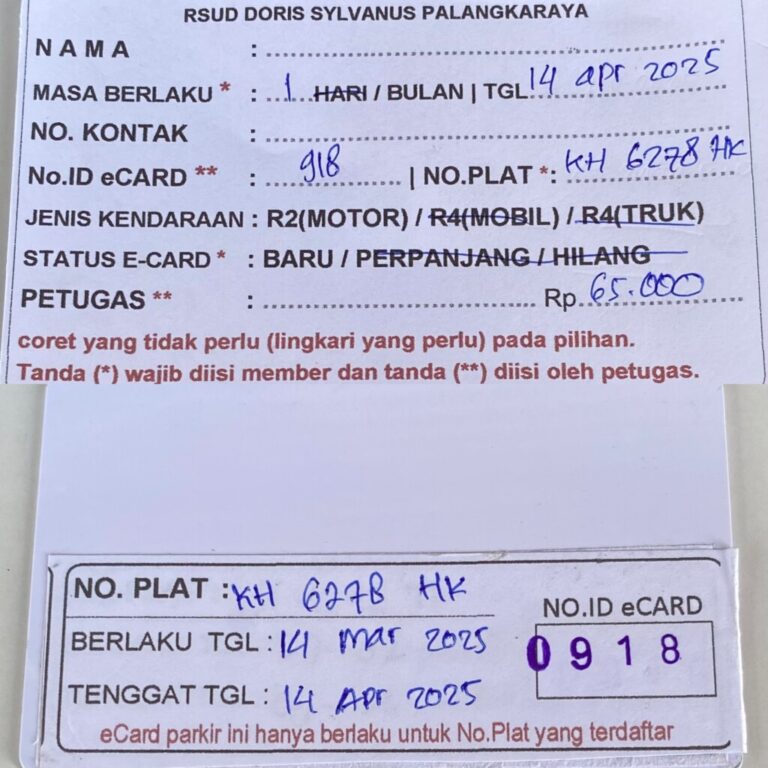 RSUD DORIS SYLVANUS PALANGKARAYA
N A M A : ........................................
MASA BERLAKU * : ...1... HARI / BULAN | TGL 14 apr 2025
NO. KONTAK : ........................................
No.ID eCARD ** : ...918... | NO.PLAT *: KH 6278 HK
JENIS KENDARAAN : R2(MOTOR) / R4(MOBIL) / R4(TRUK)
STATUS E-CARD * : BARU / PERPANJANG / HILANG
PETUGAS ** : ........................................ Rp. 65.000
coret yang tidak perlu (lingkari yang perlu) pada pilihan.
Tanda (*) wajib diisi member dan tanda (**) diisi oleh petugas.
NO. PLAT : KH 6278 HK
NO.ID eCARD
BERLAKU TGL : 14 Mar 2025
0918
TENGGAT TGL : 14 Apr 2025
eCard parkir ini hanya berlaku untuk No.Plat yang terdaftar